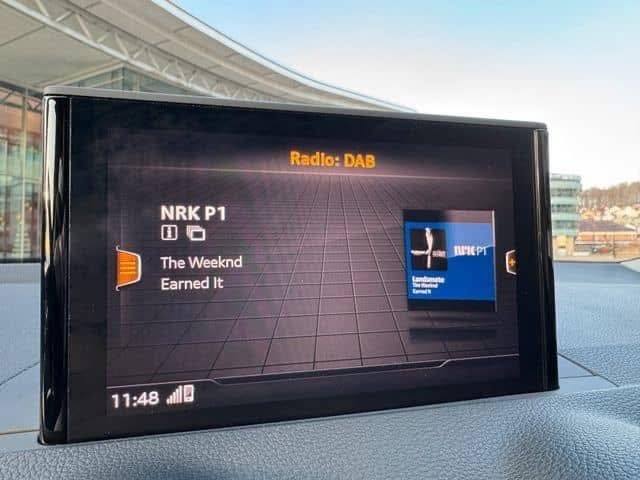 Radio: DAB
NRK P1
The Weeknd
Earned It
NRK P1
Landsmøte
The Weeknd
Earned It
11:48